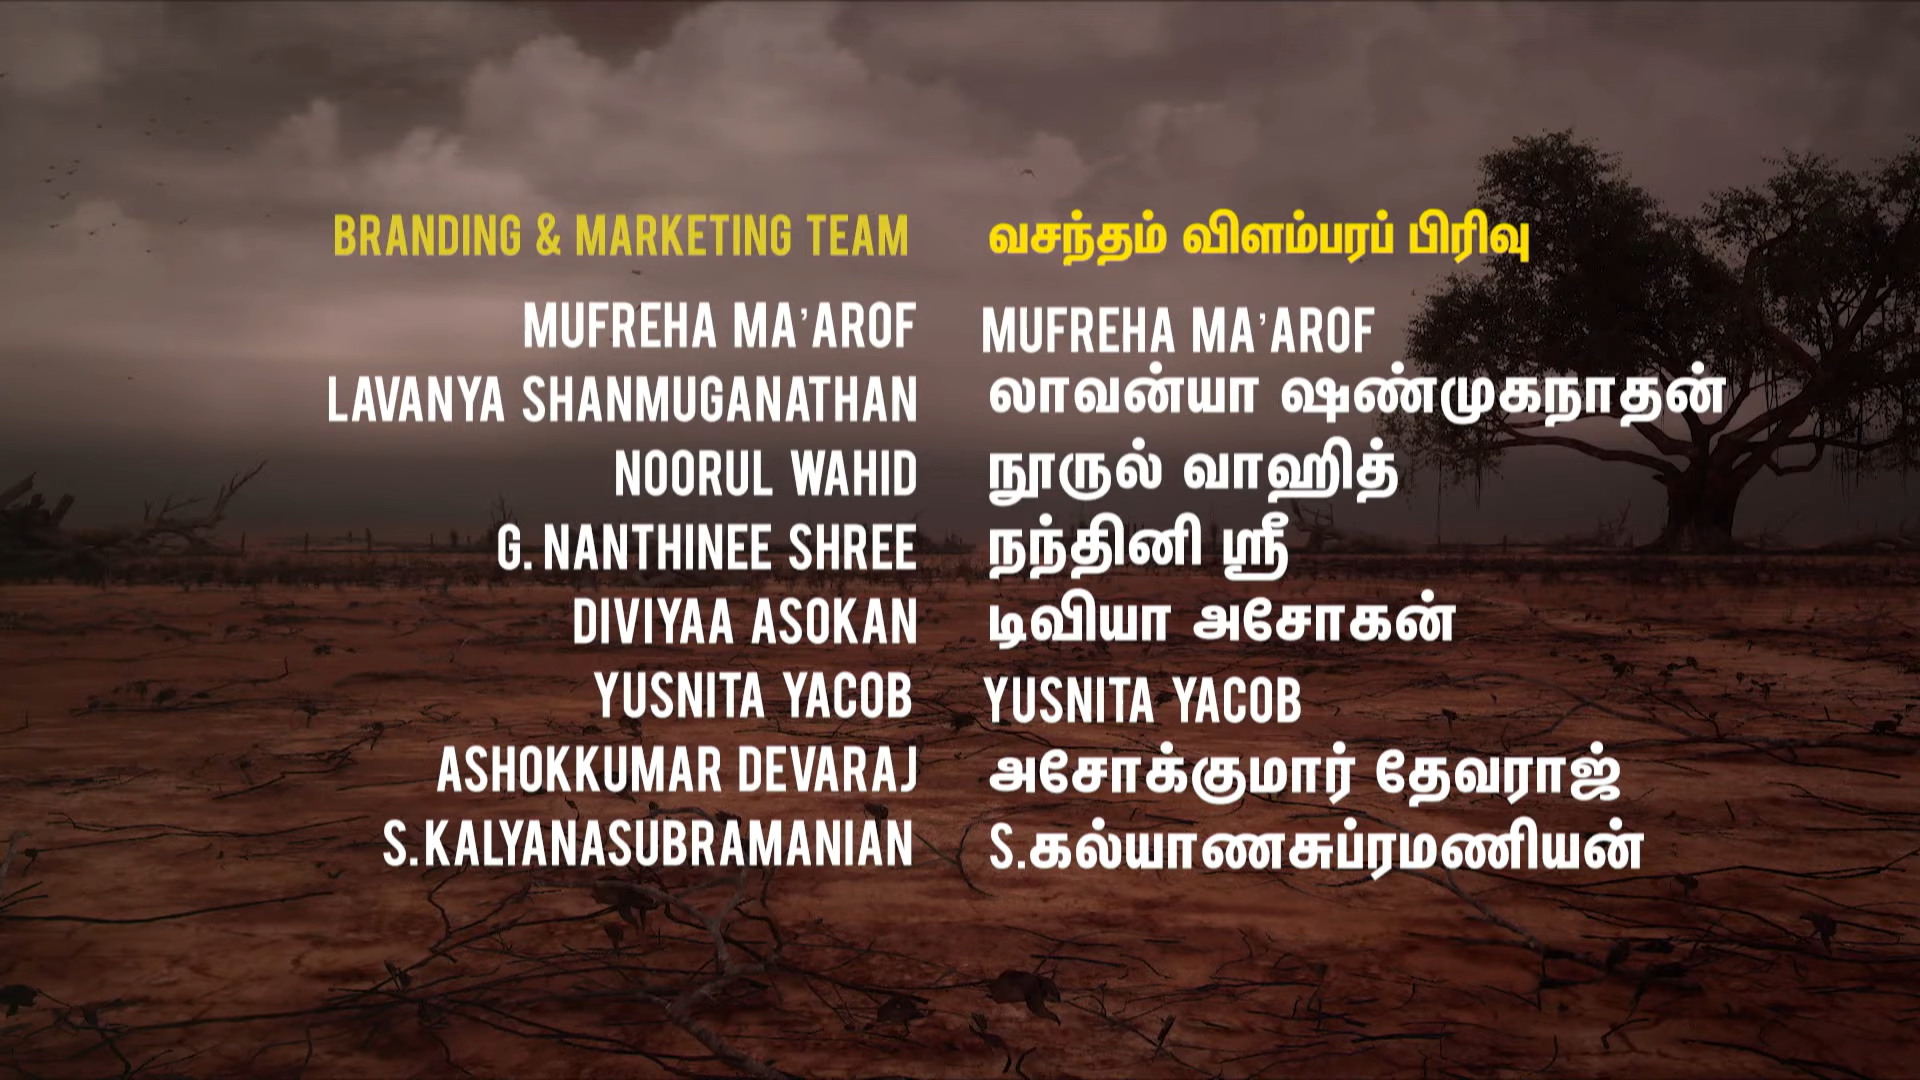 BRANDING & MARKETING TEAM வசந்தம் விளம்பரப் பிரிவு
MUFREHA MA'AROF MUFREHA MA'AROF
LAVANYA SHANMUGANATHAN லாவன்யா ஷண்முகநாதன்
NOORUL WAHID நூருல் வாஹித்
G. NANTHINEE SHREE நந்தினி ஸ்ரீ
DIVIYAA ASOKAN டிவியா அசோகன்
YUSNITA YACOB YUSNITA YACOB
ASHOKKUMAR DEVARAJ அசோக்குமார் தேவராஜ்
S.KALYANASUBRAMANIAN S.கல்யாணசுப்ரமணியன்